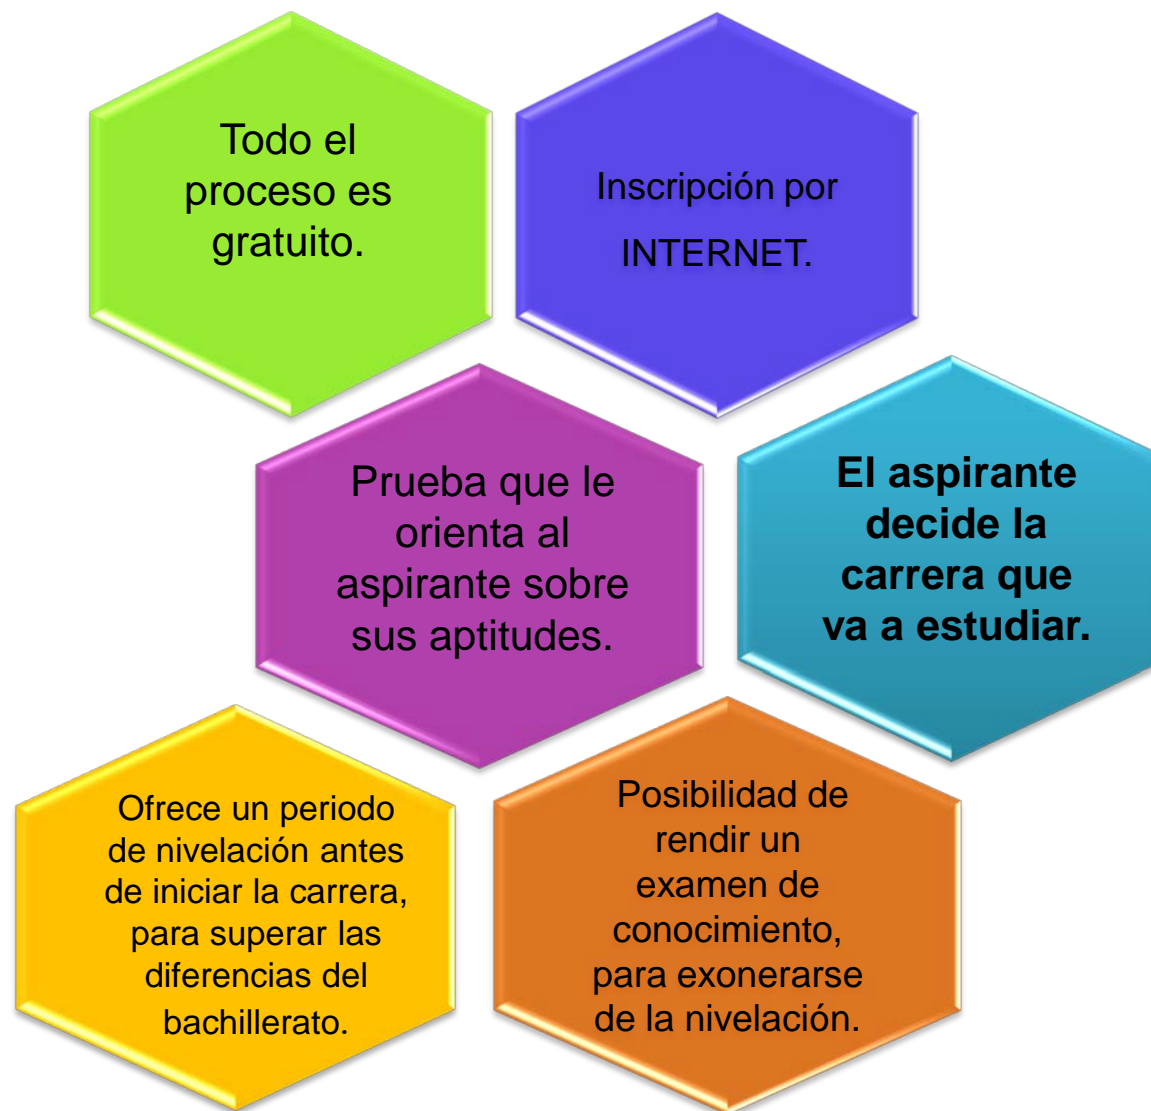 Todo el
proceso es
gratuito.
Inscripción por
INTERNET.
Prueba que le
orienta al
aspirante sobre
sus aptitudes.
El aspirante
decide la
carrera que
va a estudiar.
Ofrece un periodo
de nivelación antes
de iniciar la carrera,
para superar las
diferencias del
bachillerato.
Posibilidad de
rendir un
examen de
conocimiento,
para exonerarse
de la nivelación.